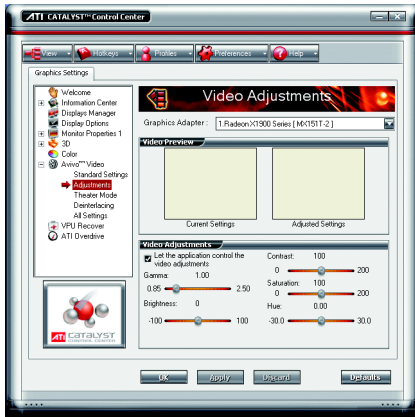 ATI CATALYST™ Control Center
View Hotkeys Profiles Preferences Help
Graphics Settings
Welcome
Information Center
Displays Manager
Display Options
Monitor Properties 1
3D
Color
Avivo™ Video
Standard Settings
Adjustments
Theater Mode
Deinterlacing
All Settings
VPU Recover
ATI Overdrive
ATI CATALYST
CONTROL CENTER
Video Adjustments
Graphics Adapter : 1.Radeon X1900 Series [ MX151T-2 ]
Video Preview
Current Settings Adjusted Settings
Video Adjustments
Let the application control the
video adjustments
Gamma: 1.00
0.85 2.50
Brightness: 0
-100 100
Contrast: 100
0 200
Saturation: 100
0 200
Hue: 0.00
-30.0 30.0
OK Apply Discard Defaults